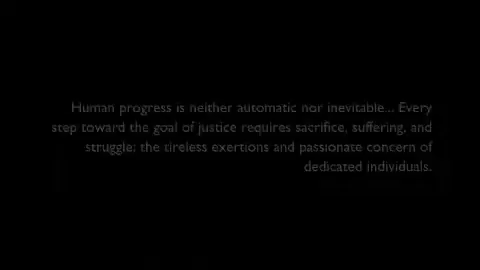 Human progress is neither automatic nor inevitable... Every
step toward the goal of justice requires sacrifice, suffering, and
struggle; the tireless exertions and passionate concern of
dedicated individuals.